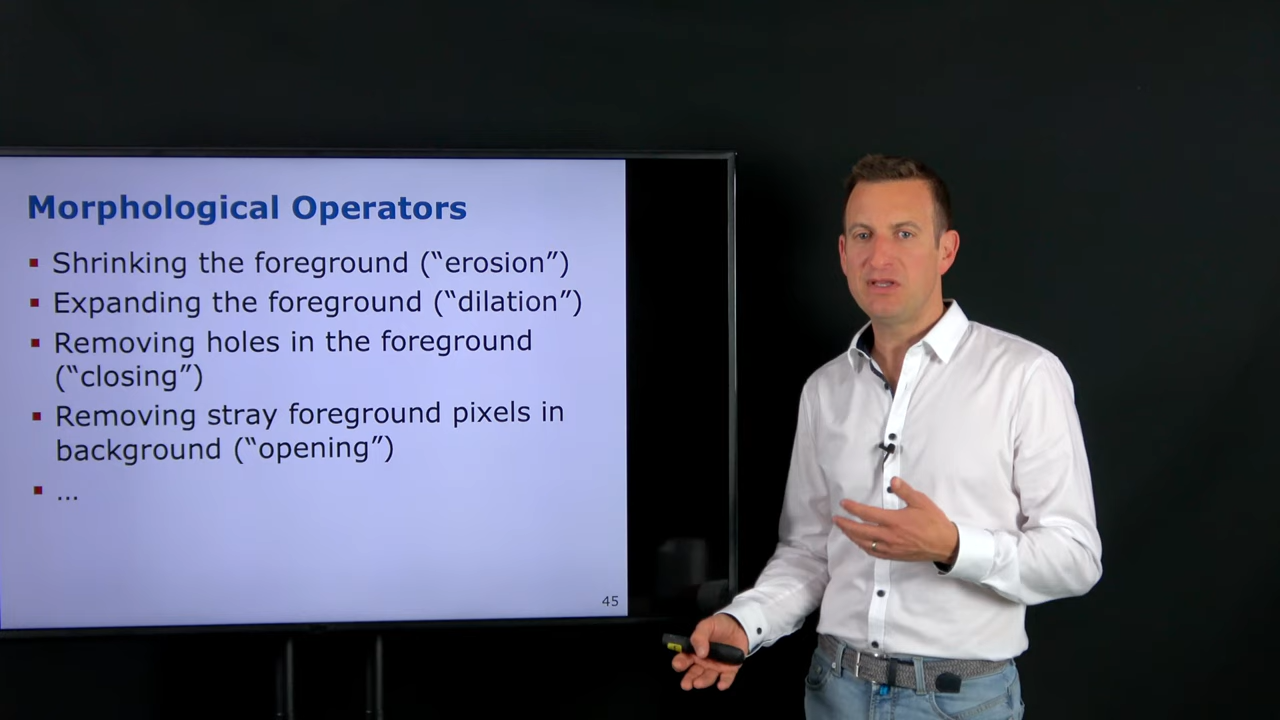 Morphological Operators
▪ Shrinking the foreground (“erosion”)
▪ Expanding the foreground (“dilation”)
▪ Removing holes in the foreground
(“closing”)
▪ Removing stray foreground pixels in
background (“opening”)
▪ …
45